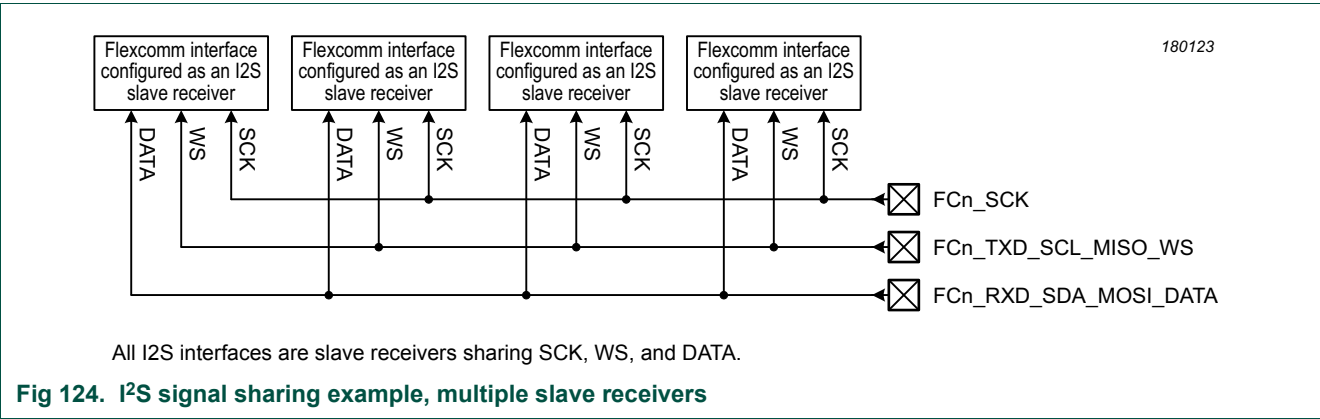 180123
Flexcomm interface
configured as an I2S
slave receiver
Flexcomm interface
configured as an I2S
slave receiver
Flexcomm interface
configured as an I2S
slave receiver
Flexcomm interface
configured as an I2S
slave receiver
DATA
WS
SCK
DATA
WS
SCK
DATA
WS
SCK
DATA
WS
SCK
FCn_SCK
FCn_TXD_SCL_MISO_WS
FCn_RXD_SDA_MOSI_DATA
All I2S interfaces are slave receivers sharing SCK, WS, and DATA.
Fig 124. I²S signal sharing example, multiple slave receivers